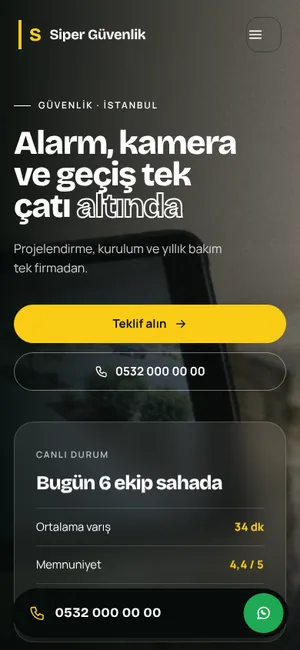 S Siper Güvenlik
GÜVENLİK · İSTANBUL
Alarm, kamera
ve geçiş tek
çatı altında
Projelendirme, kurulum ve yıllık bakım
tek firmadan.
Teklif alın →
0532 000 00 00
CANLI DURUM
Bugün 6 ekip sahada
Ortalama varış 34 dk
Memnuniyet 4,4 / 5
0532 000 00 00